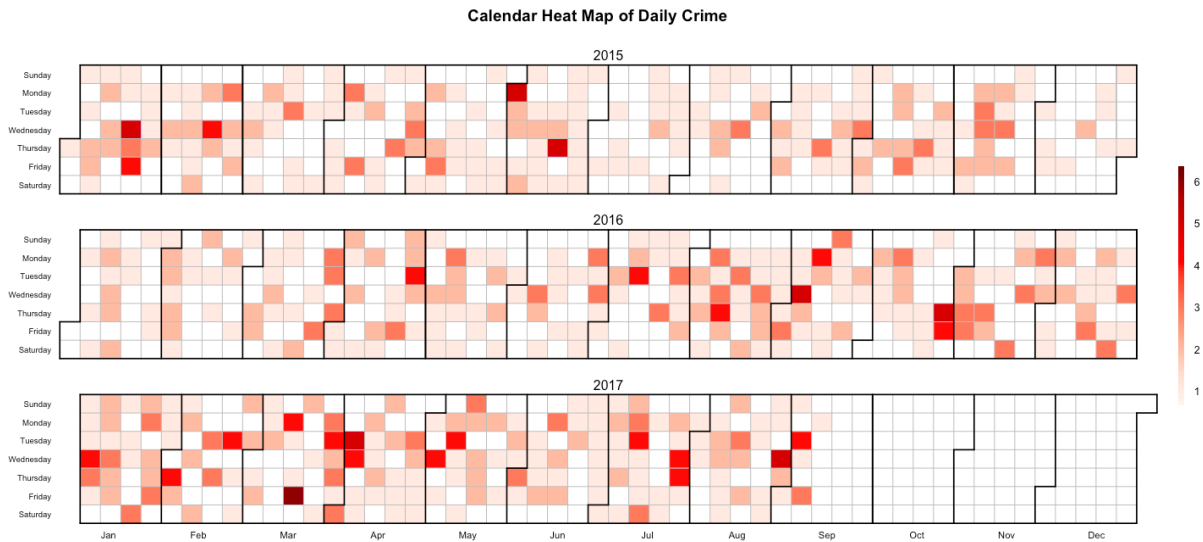 Calendar Heat Map of Daily Crime
2015
Sunday
Monday
Tuesday
Wednesday
Thursday
Friday
Saturday
2016
Sunday
Monday
Tuesday
Wednesday
Thursday
Friday
Saturday
2017
Sunday
Monday
Tuesday
Wednesday
Thursday
Friday
Saturday
Jan Feb Mar Apr May Jun Jul Aug Sep Oct Nov Dec
6
5
4
3
2
1